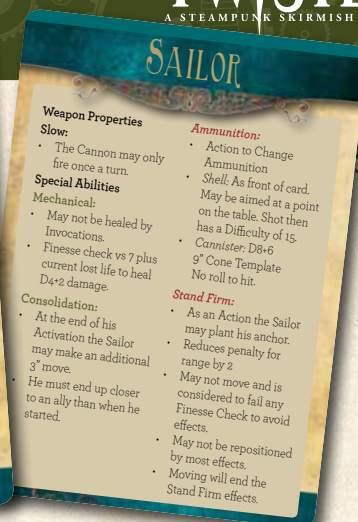 A STEAMPUNK SKIRMISH
SAILOR
Weapon Properties
Slow:
• The Cannon may only
fire once a turn.
Special Abilities
Mechanical:
• May not be healed by
Invocations.
• Finesse check vs 7 plus
current lost life to heal
D4+2 damage.
Consolidation:
• At the end of his
Activation the Sailor
may make an additional
3" move.
• He must end up closer
to an ally than when he
started.
Ammunition:
• Action to Change
Ammunition
• Shell: As front of card.
May be aimed at a point
on the table. Shot then
has a Difficulty of 15.
• Cannister: D8+6
9" Cone Template
No roll to hit.
Stand Firm:
• As an Action the Sailor
may plant his anchor.
• Reduces penalty for
range by 2
• May not move and is
considered to fail any
Finesse Check to avoid
effects.
• May not be repositioned
by most effects.
• Moving will end the
Stand Firm effects.